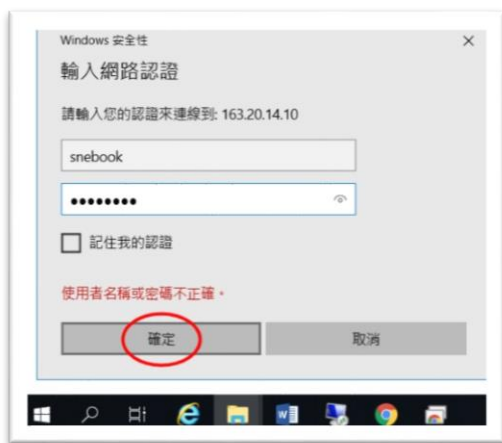 Windows 安全性
輸入網路認證
請輸入您的認證來連線到: 163.20.14.10
snebook
●●●●●●●●
記住我的認證
使用者名稱或密碼不正確。
確定
取消